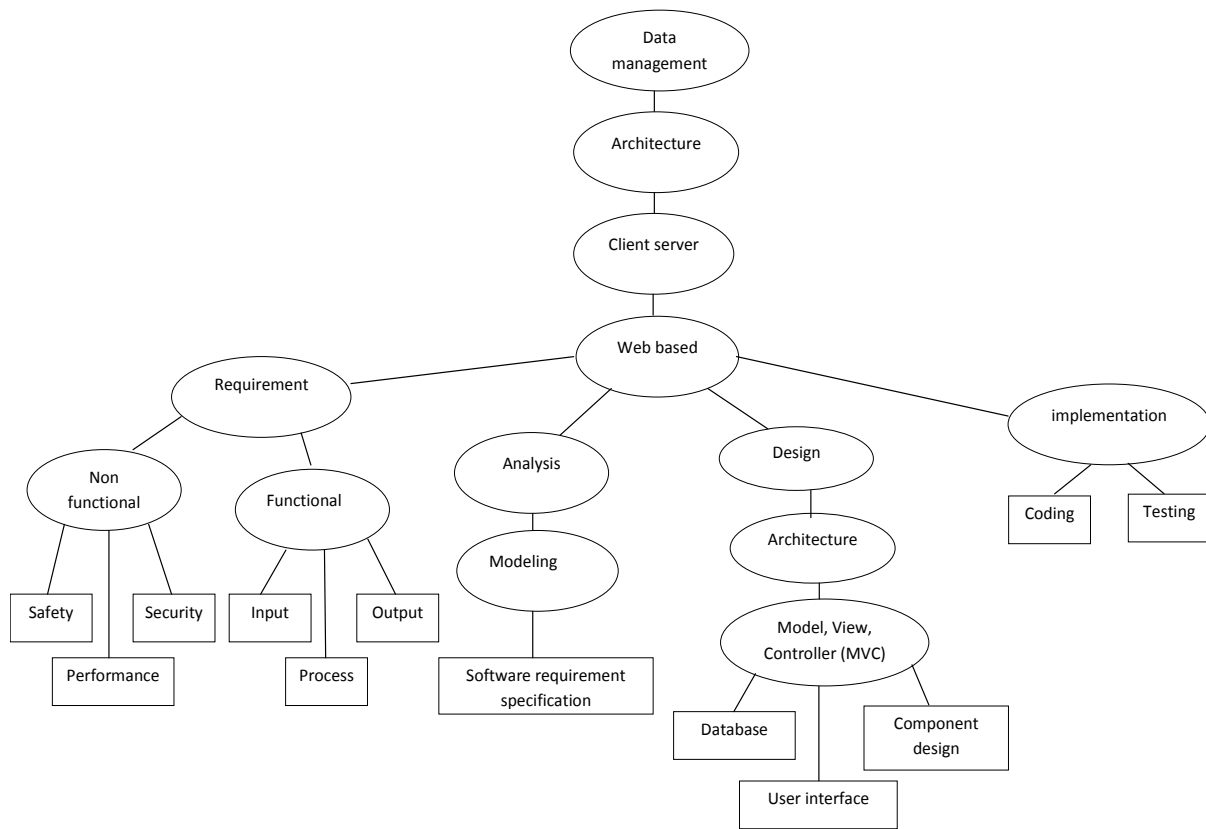 Data
management
Architecture
Client server
Web based
Requirement
implementation
Non
functional
Functional
Analysis
Design
Coding
Testing
Modeling
Architecture
Safety
Security
Input
Output
Performance
Process
Software requirement
specification
Model, View,
Controller (MVC)
Database
Component
design
User interface